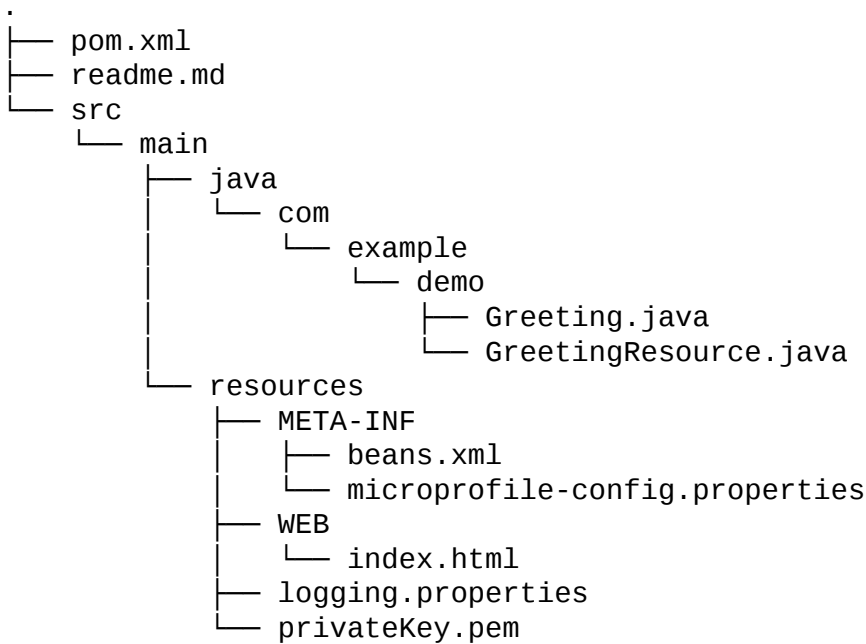 .
├── pom.xml
├── readme.md
└── src
    └── main
        ├── java
        │   └── com
        │       └── example
        │           └── demo
        │               ├── Greeting.java
        │               └── GreetingResource.java
        └── resources
            ├── META-INF
            │   ├── beans.xml
            │   └── microprofile-config.properties
            ├── WEB
            │   └── index.html
            ├── logging.properties
            └── privateKey.pem